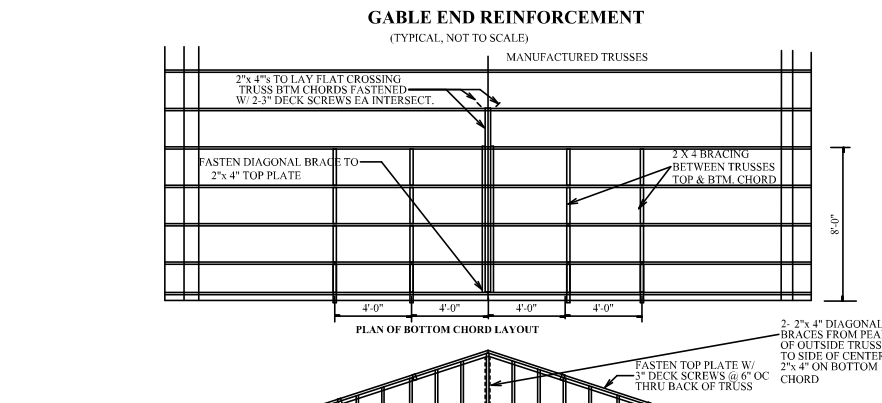 GABLE END REINFORCEMENT
(TYPICAL, NOT TO SCALE)
MANUFACTURED TRUSSES
2"x 4"'s TO LAY FLAT CROSSING
TRUSS BTM CHORDS FASTENED
W/ 2-3" DECK SCREWS EA INTERSECT.
FASTEN DIAGONAL BRACE TO
2"x 4" TOP PLATE
2 X 4 BRACING
BETWEEN TRUSSES
TOP & BTM. CHORD
8'-0"
4'-0"
4'-0"
4'-0"
4'-0"
PLAN OF BOTTOM CHORD LAYOUT
2- 2"x 4" DIAGONAL
BRACES FROM PEA
OF OUTSIDE TRUSS
TO SIDE OF CENTER
2"x 4" ON BOTTOM
CHORD
FASTEN TOP PLATE W/
3" DECK SCREWS @ 6" OC
THRU BACK OF TRUSS